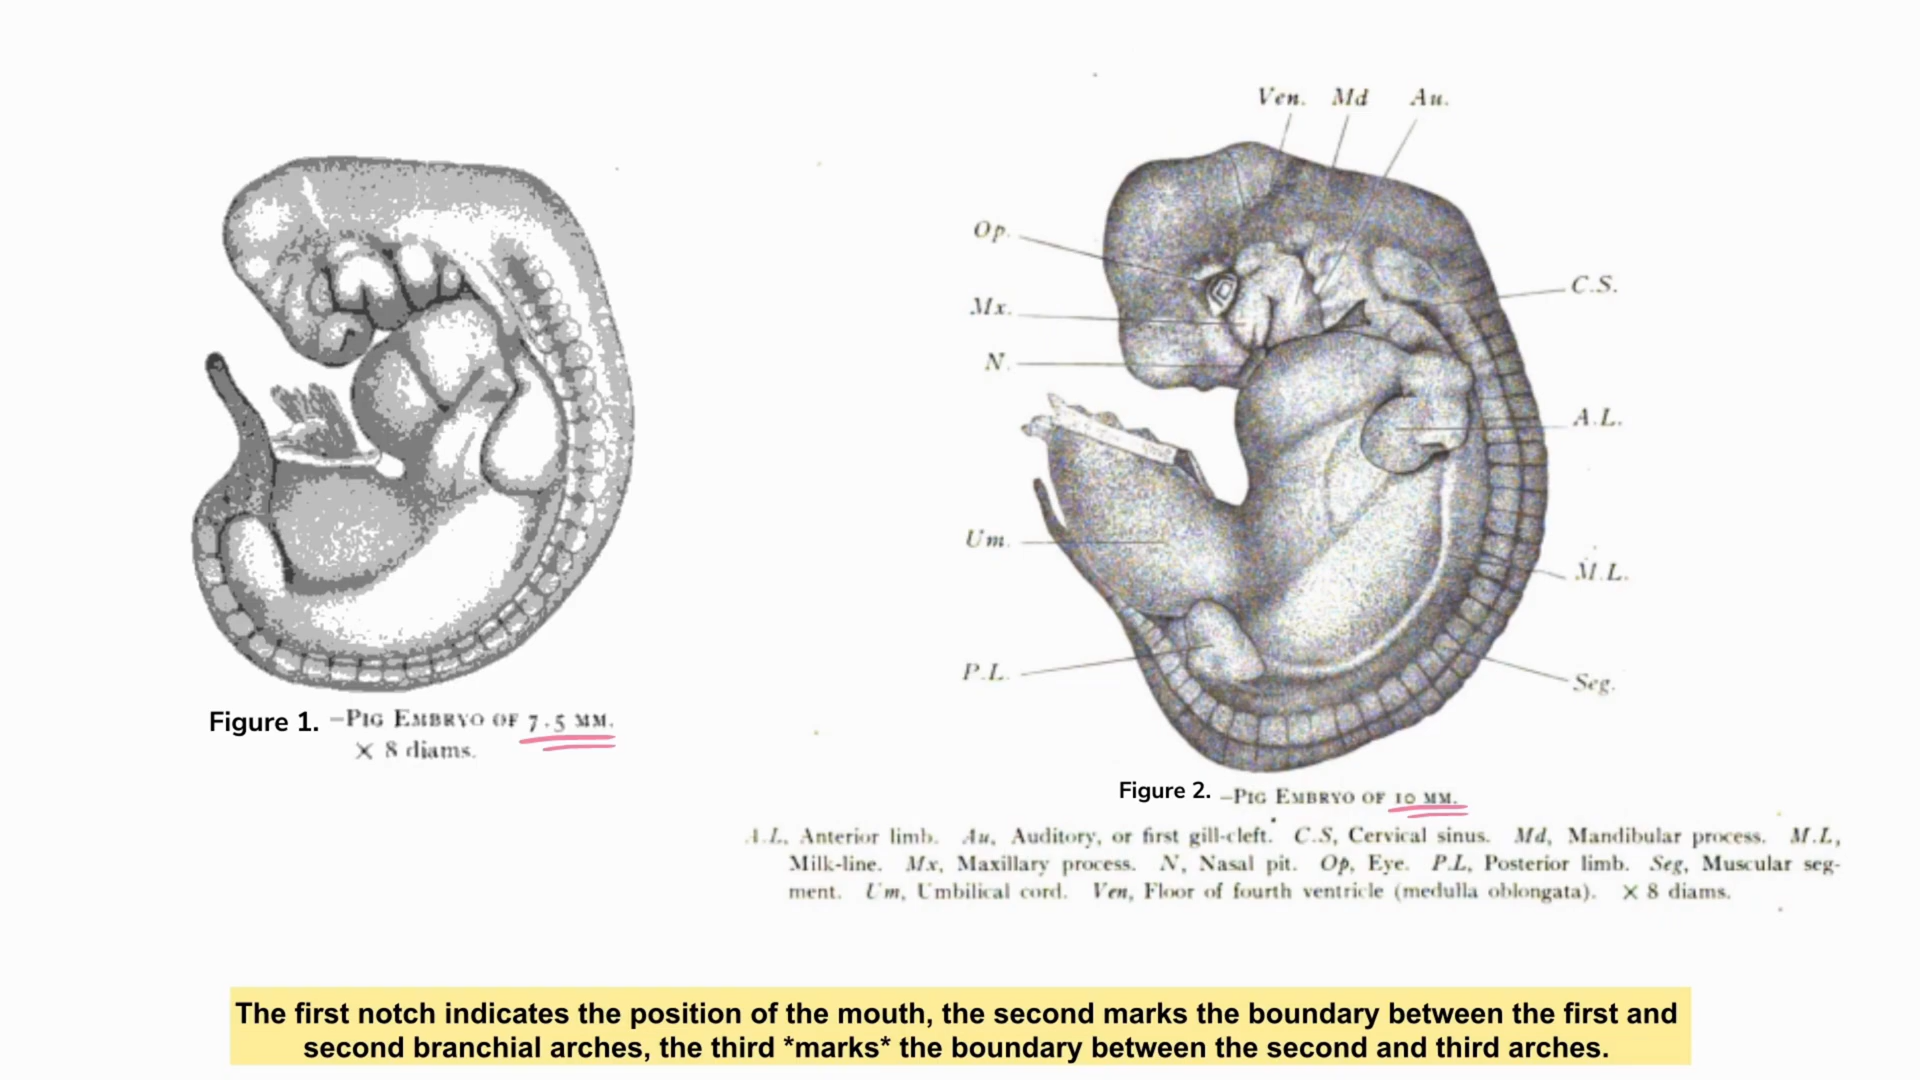 Ven. Md Au.
Op.
C.S.
Mx.
N.
A.L.
Um.
M.L.
P.L.
Seg.
Figure 1. —PIG EMBRYO OF 7.5 MM.
× 8 diams.
Figure 2. —PIG EMBRYO OF 10 MM.
A.L, Anterior limb. Au, Auditory, or first gill-cleft. C.S, Cervical sinus. Md, Mandibular process. M.L,
Milk-line. Mx, Maxillary process. N, Nasal pit. Op, Eye. P.L, Posterior limb. Seg, Muscular seg-
ment. Um, Umbilical cord. Ven, Floor of fourth ventricle (medulla oblongata). × 8 diams.
The first notch indicates the position of the mouth, the second marks the boundary between the first and
second branchial arches, the third *marks* the boundary between the second and third arches.